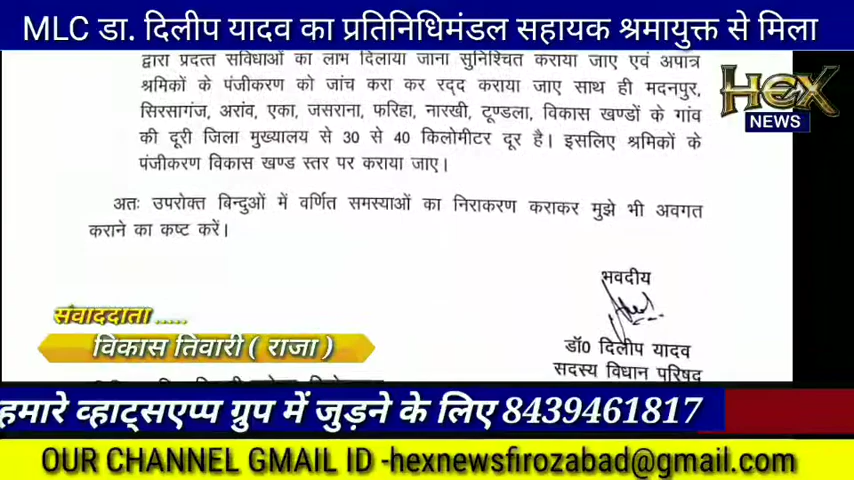 MLC डा. दिलीप यादव का प्रतिनिधिमंडल सहायक श्रमायुक्त से मिला
द्वारा प्रदत्त सविधाओं का लाभ दिलाया जाना सुनिश्चित कराया जाए एवं अपात्र
श्रमिकों के पंजीकरण को जांच करा कर रद्द कराया जाए साथ ही मदनपुर,
सिरसागंज, अरांव, एका, जसराना, फरिहा, नारखी, टूण्डला, विकास खण्डों के गांव
की दूरी जिला मुख्यालय से 30 से 40 किलोमीटर दूर है। इसलिए श्रमिकों के
पंजीकरण विकास खण्ड स्तर पर कराया जाए।
HEX
NEWS
अतः उपरोक्त बिन्दुओं में वर्णित समस्याओं का निराकरण कराकर मुझे भी अवगत
कराने का कष्ट करें।
भवदीय
डॉ0 दिलीप यादव
सदस्य विधान परिषद
संवाददाता .....
विकास तिवारी ( राजा )
हमारे व्हाट्सएप्प ग्रुप में जुड़ने के लिए 8439461817
OUR CHANNEL GMAIL ID -hexnewsfirozabad@gmail.com